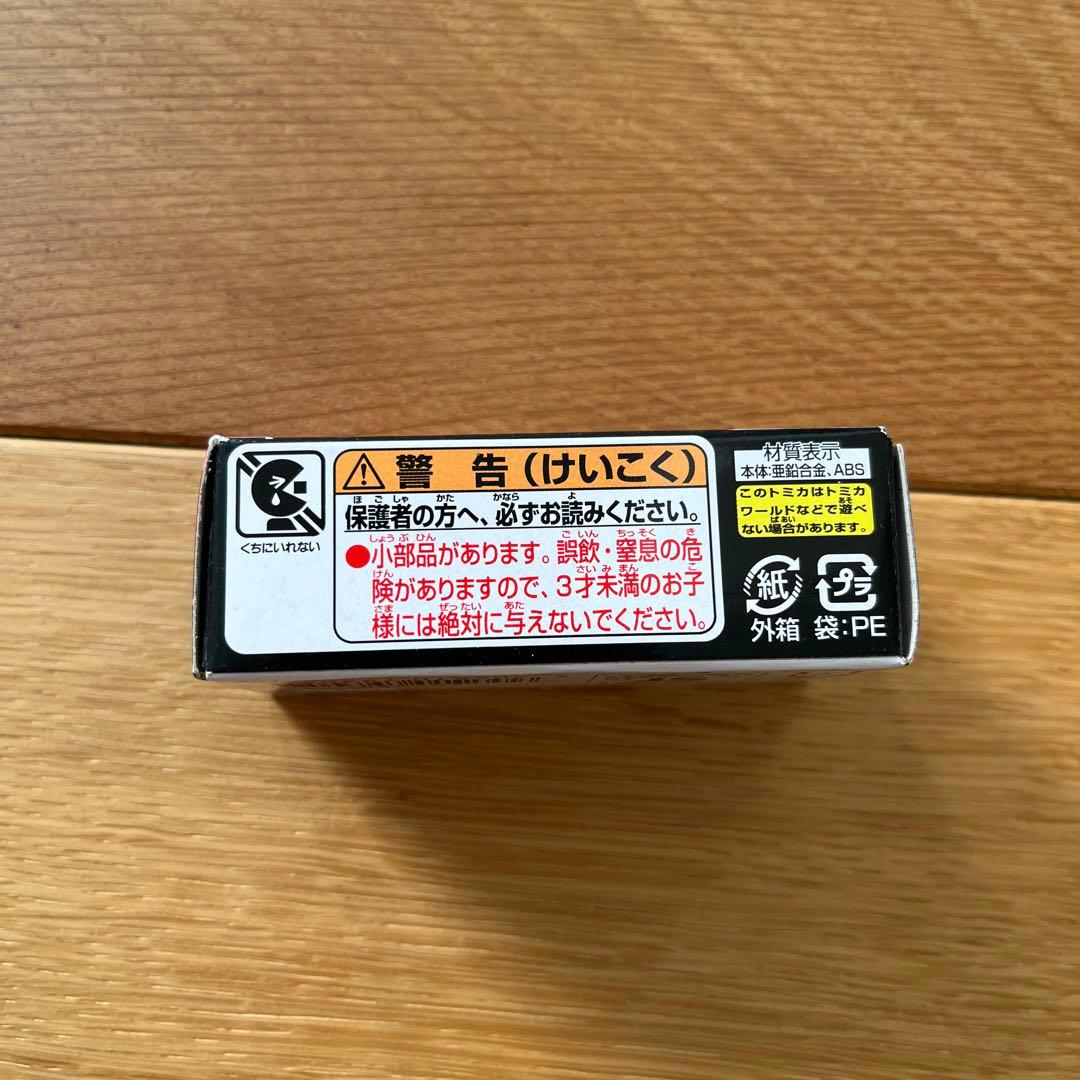 くちにいれない
警 告 (けいこく)
ほごしゃ かた かなら よ
保護者の方へ、必ずお読みください。
しょうぶひん ごいん ちっそく き
●小部品があります。誤飲・窒息の危
けん さいみまん こ
険がありますので、3才未満のお子
さま ぜったい あた
様には絶対に与えないでください。
材質表示
本体:亜鉛合金、ABS
このトミカはトミカ
あそ
ワールドなどで遊べ
ばあい
ない場合があります。
紙
外箱
プラ
袋:PE